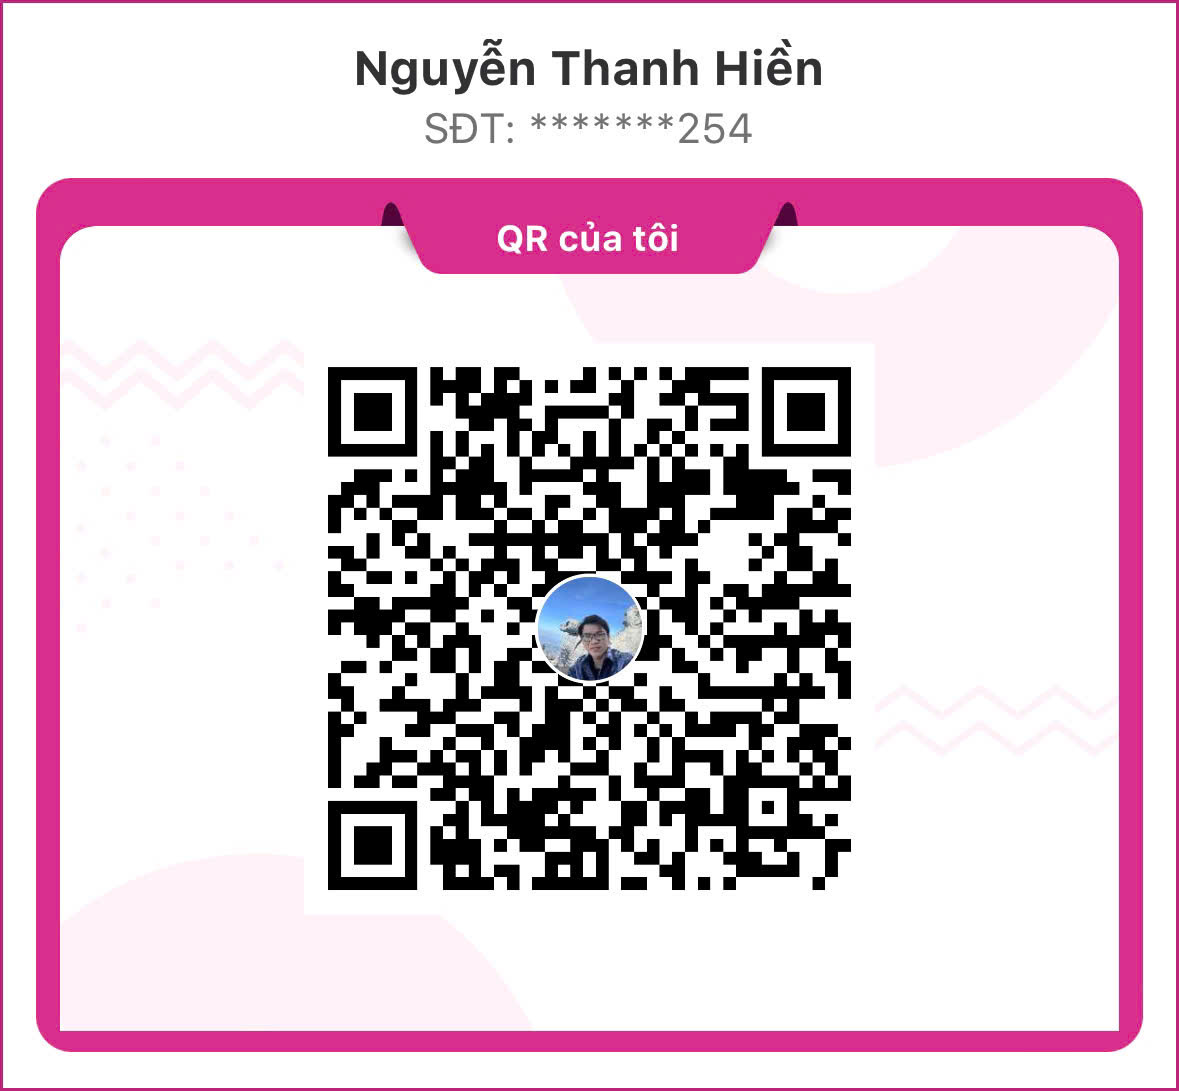 Nguyễn Thanh Hiền
SĐT: *******254
QR của tôi